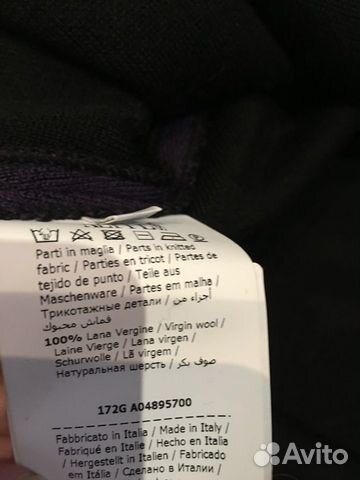 Parti in maglia / Parts in knitted
fabric / Parties en tricot / Partes de
tejido de punto / Teile aus
Maschenware / Partes em malha /
Трикотажные детали / أجزاء من
قماش محبوك
100% Lana Vergine / Virgin wool /
Laine Vierge / Lana virgen /
Schurwolle / Lã virgem /
Натуральная шерсть / صوف بكر
172G A04895700
Fabbricato in Italia / Made in Italy /
Fabriqué en Italie / Hecho en Italia
/ Hergestellt in Italien / Fabricado
em Itália / Сделано в Италии /
Avito